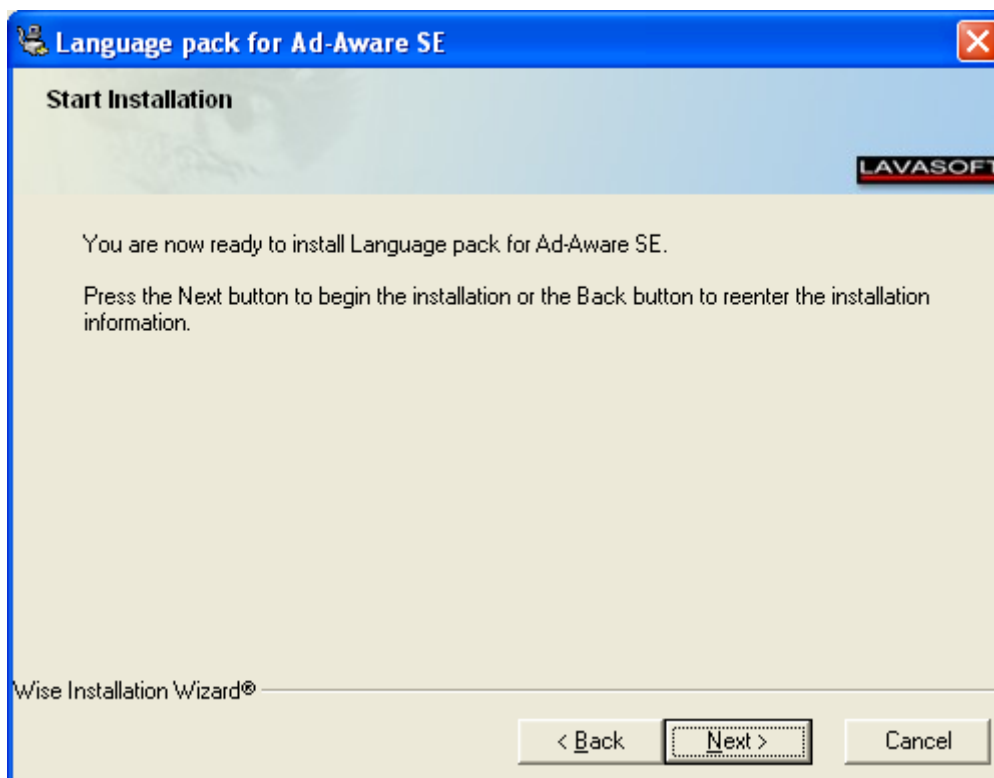 Language pack for Ad-Aware SE
Start Installation
LAVASOFT
You are now ready to install Language pack for Ad-Aware SE.
Press the Next button to begin the installation or the Back button to reenter the installation
information.
Wise Installation Wizard®
< Back
Next >
Cancel